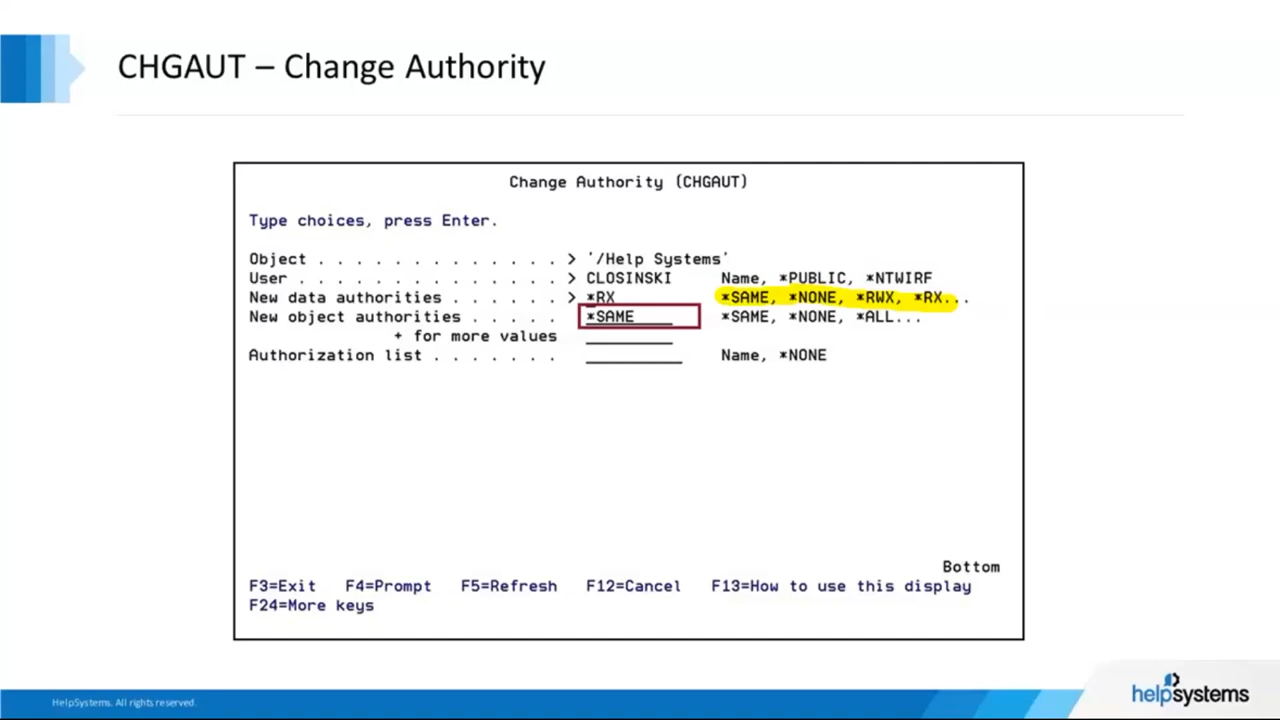 CHGAUT – Change Authority
Change Authority (CHGAUT)
Type choices, press Enter.
Object . . . . . . . . . . . . . > '/Help Systems'
User . . . . . . . . . . . . . . > CLOSINSKI Name, *PUBLIC, *NTWIRF
New data authorities . . . . . . > *RX *SAME, *NONE, *RWX, *RX...
New object authorities . . . . . *SAME *SAME, *NONE, *ALL...
+ for more values
Authorization list . . . . . . . Name, *NONE
Bottom
F3=Exit F4=Prompt F5=Refresh F12=Cancel F13=How to use this display
F24=More keys
HelpSystems. All rights reserved.
helpsystems